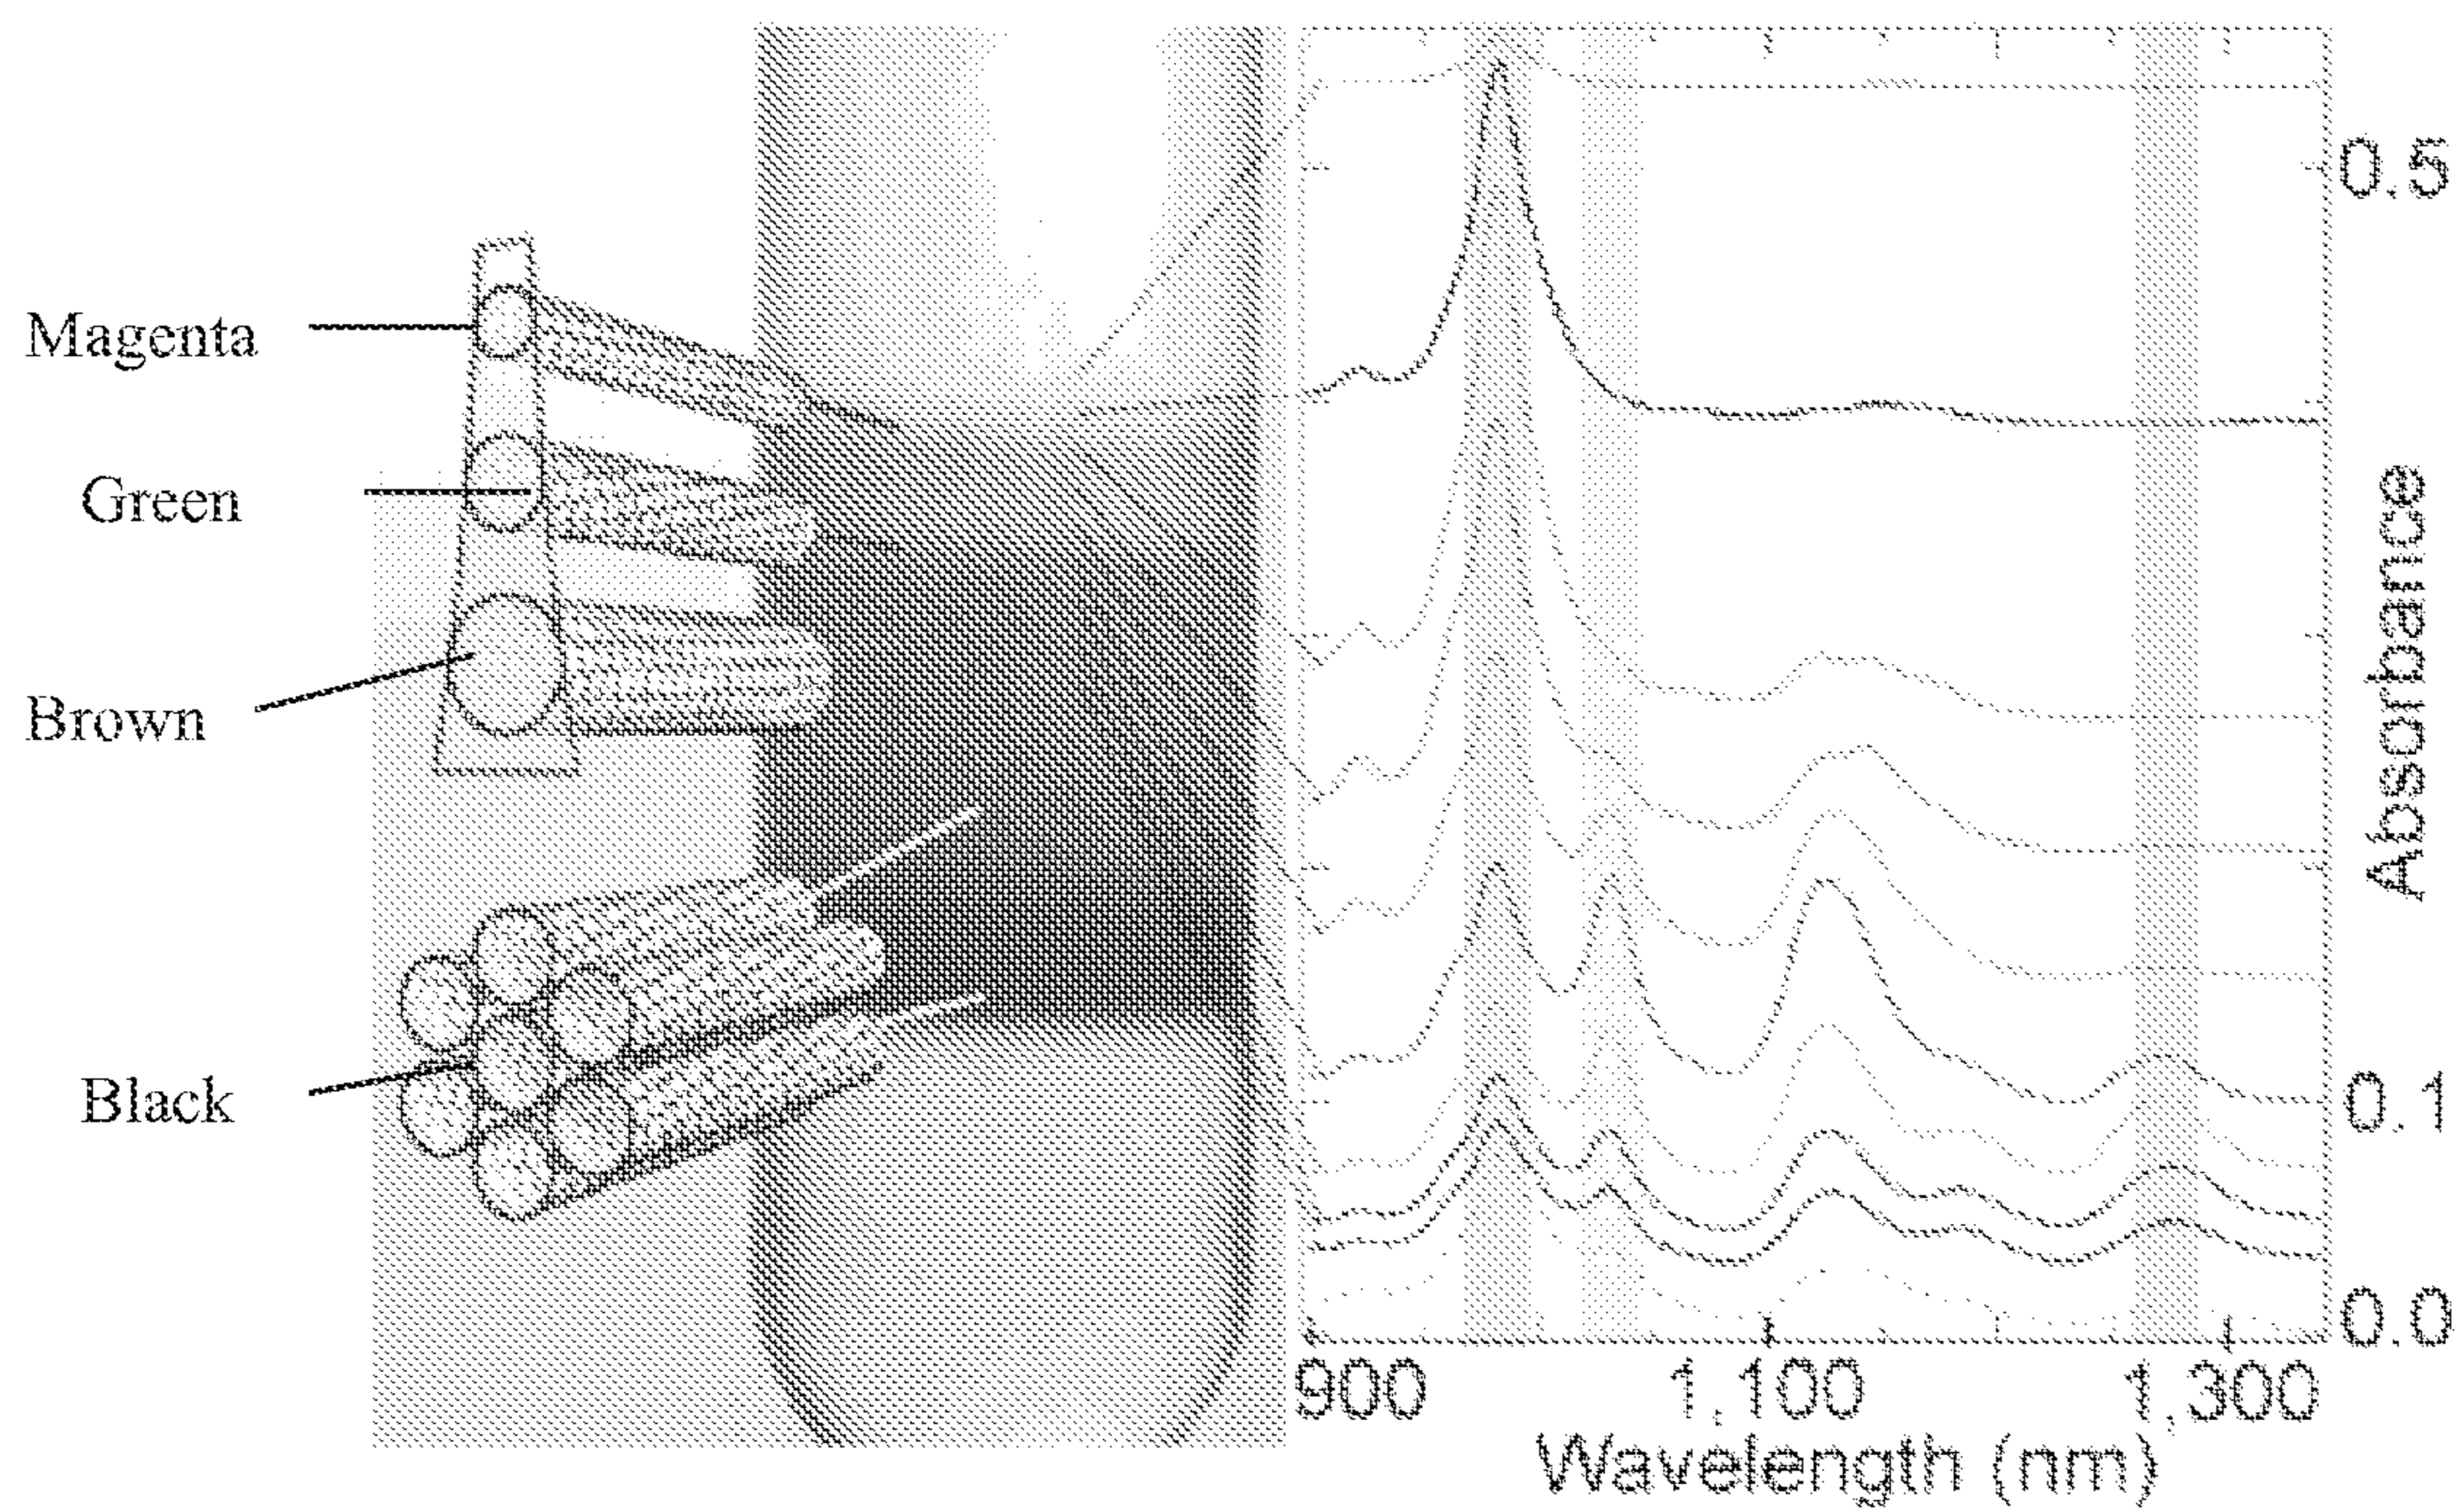 Magenta
Green
Brown
Black
0.5
0.1
0.0
Absorbance
900
1,100
1,300
Wavelength (nm)